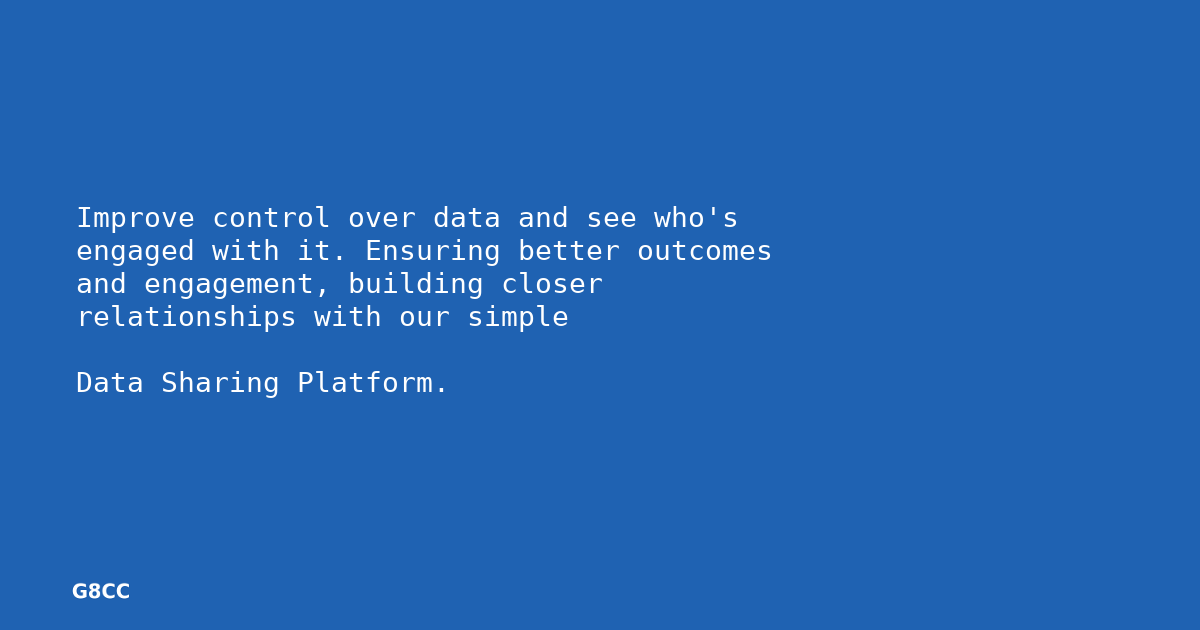 Improve control over data and see who's
engaged with it. Ensuring better outcomes
and engagement, building closer
relationships with our simple
Data Sharing Platform.
G8CC